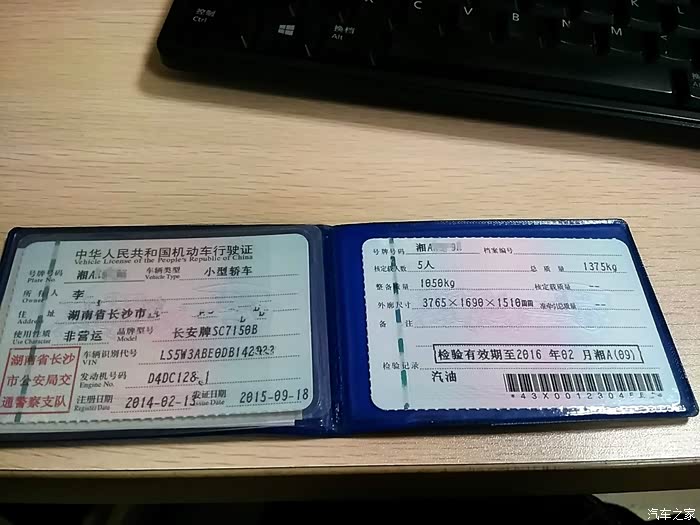 控制
Ctrl
换档
Alt
X
C
V
B
N
M
K
L
中华人民共和国机动车行驶证
Vehicle License of the People's Republic of China
号牌号码 湘A 车辆类型 小型轿车
Plate No. Vehicle Type
所有人 李
Owner
住 址 湖南省长沙市
Address
使用性质 非营运 品牌型号 长安牌SC7150B
Use Character Model
湖南省长沙
市公安局交
通警察支队
车辆识别代号
VIN
发动机号码
Engine No.
注册日期 2014-02-13 发证日期 2015-09-18
Register Date Issue Date
号牌号码 湘A 档案编号
核定载人数 5人 总质量 1375kg
整备质量 1050kg 核定载质量 --
外廓尺寸 3765×1690×1510mm 准牵引总质量 --
备 注
检验有效期至2016 年 02 月湘A(09)
检验记录
汽油
汽车之家